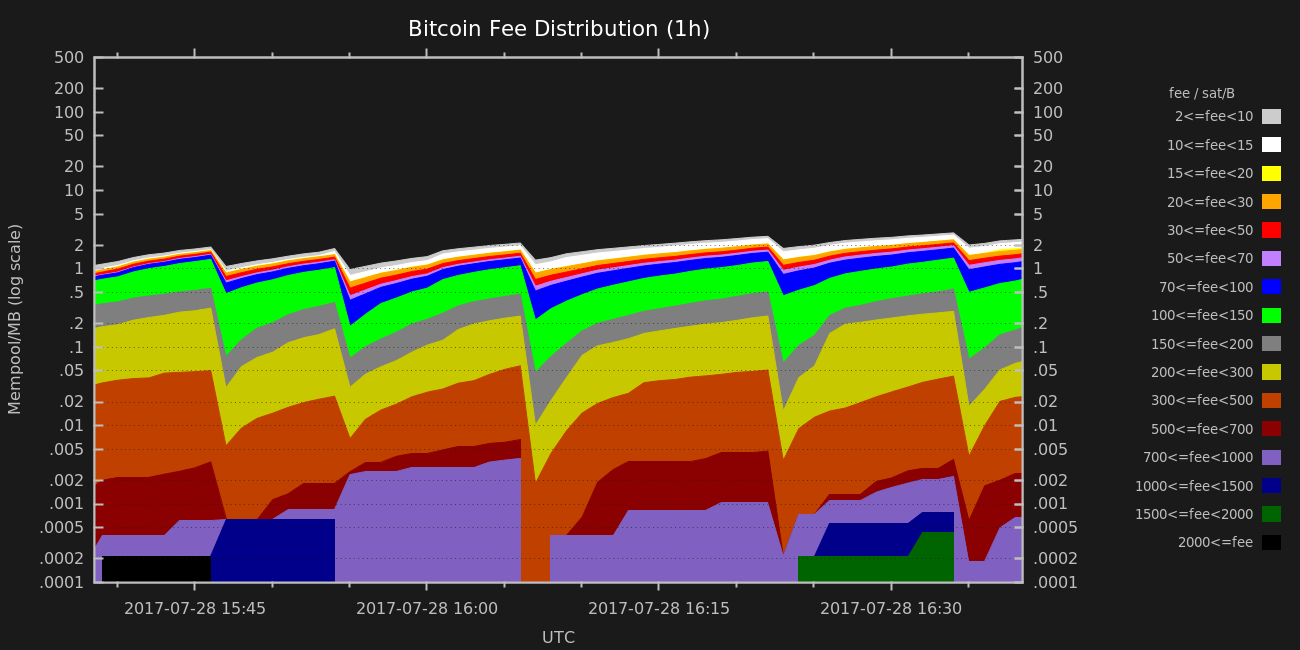 Bitcoin Fee Distribution (1h)
500 500
200 200
100 100
50 50
20 20
10 10
5 5
2 2
1 1
.5 .5
.2 .2
.1 .1
.05 .05
.02 .02
.01 .01
.005 .005
.002 .002
.001 .001
.0005 .0005
.0002 .0002
.0001 .0001
Mempool/MB (log scale)
2017-07-28 15:45 2017-07-28 16:00 2017-07-28 16:15 2017-07-28 16:30
UTC
fee / sat/B
2<=fee<10
10<=fee<15
15<=fee<20
20<=fee<30
30<=fee<50
50<=fee<70
70<=fee<100
100<=fee<150
150<=fee<200
200<=fee<300
300<=fee<500
500<=fee<700
700<=fee<1000
1000<=fee<1500
1500<=fee<2000
2000<=fee